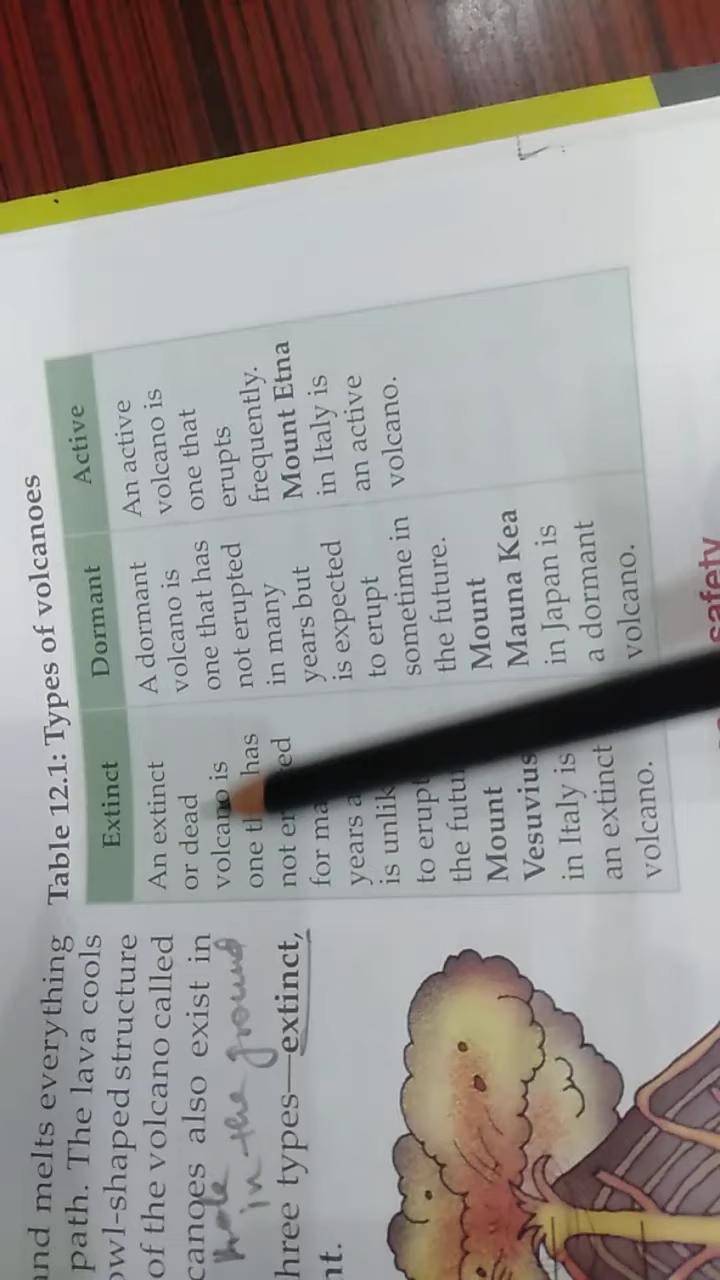 and melts everything
path. The lava cools
owl-shaped structure
of the volcano called
canoes also exist in
hole in the ground
hree types—extinct,
nt.
Table 12.1: Types of volcanoes
Extinct
An extinct
or dead
volcano is
one has
not
for
years
is
to erupt
the
Mount
Vesuvius
in Italy is
an extinct
volcano.
Dormant
A dormant
volcano is
one that has
not erupted
in many
years but
is expected
to erupt
sometime in
the future.
Mount
Mauna Kea
in Japan is
a dormant
volcano.
Active
An active
volcano is
one that
erupts
frequently.
Mount Etna
in Italy is
an active
volcano.
safety